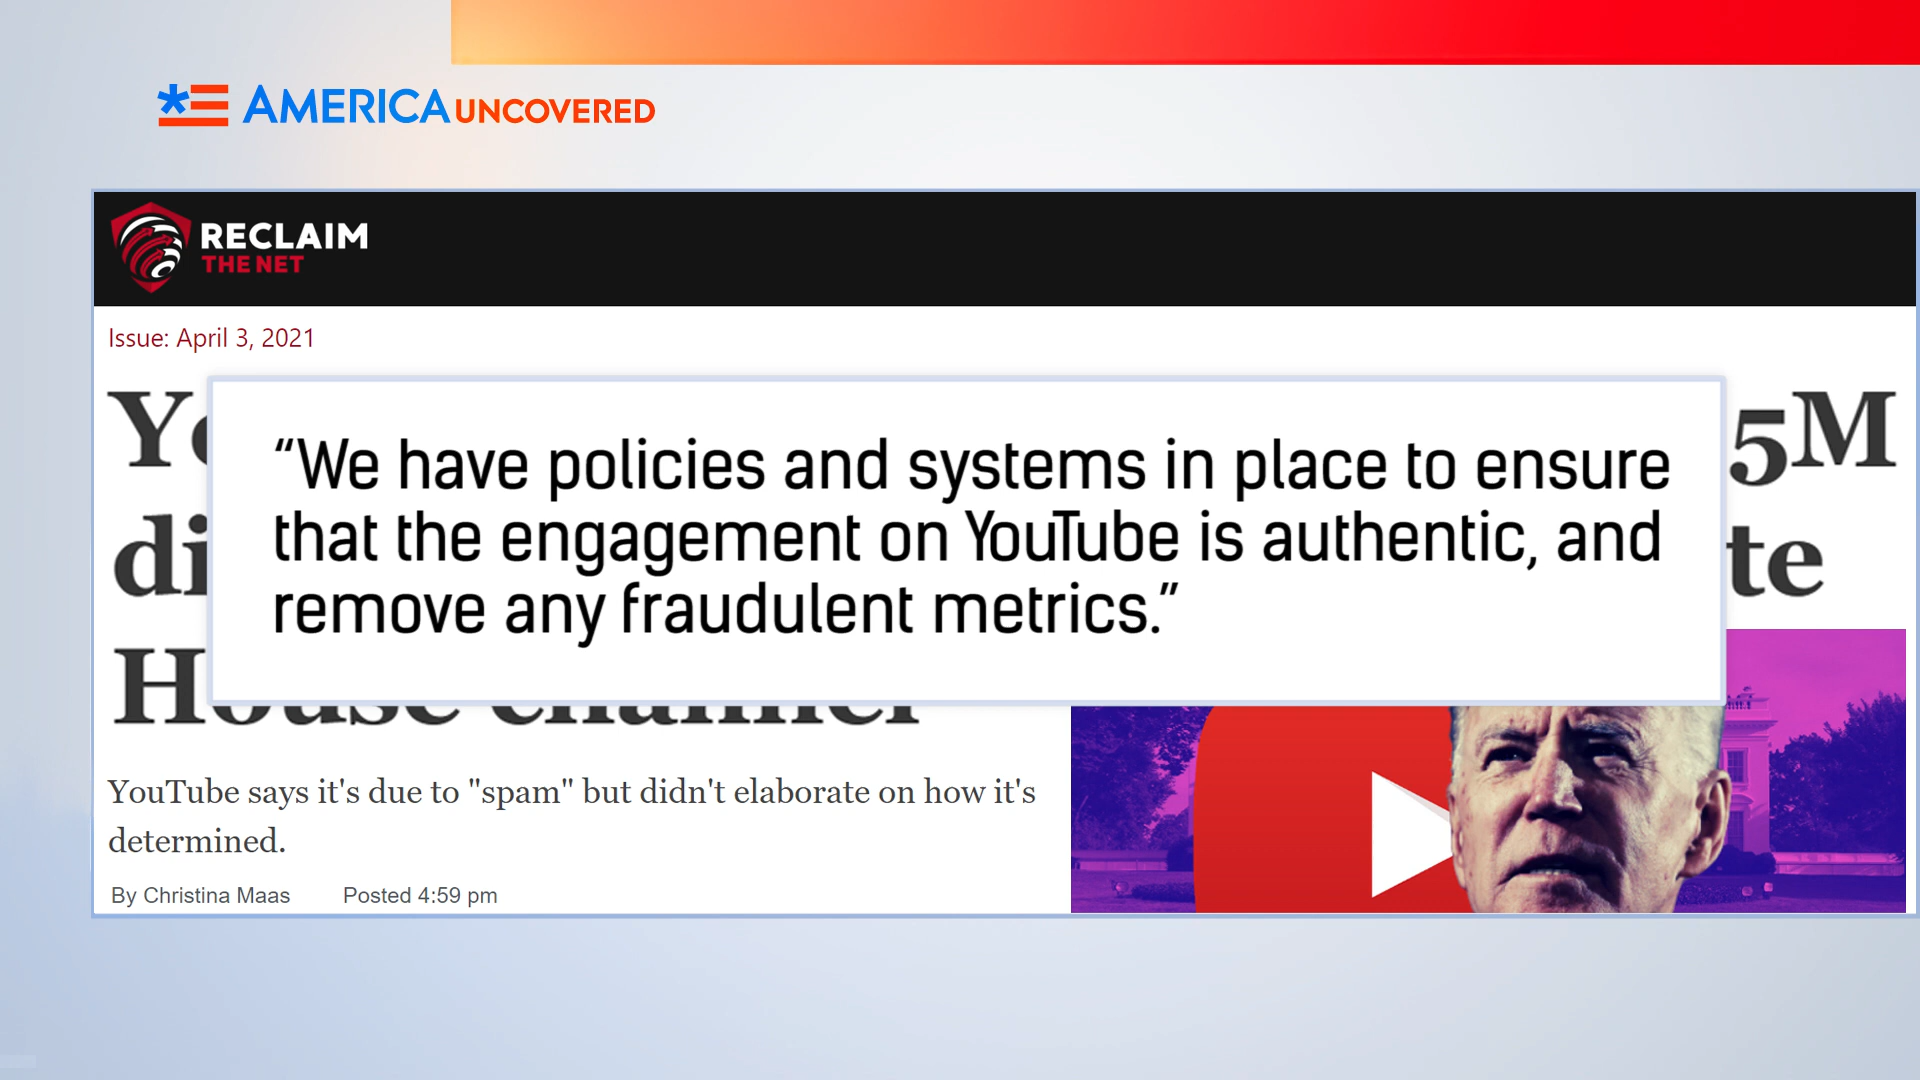 AMERICA UNCOVERED
RECLAIM
THE NET
Issue: April 3, 2021
5M
“We have policies and systems in place to ensure
that the engagement on YouTube is authentic, and
remove any fraudulent metrics.”
House channel
YouTube says it's due to "spam" but didn't elaborate on how it's
determined.
By Christina Maas Posted 4:59 pm